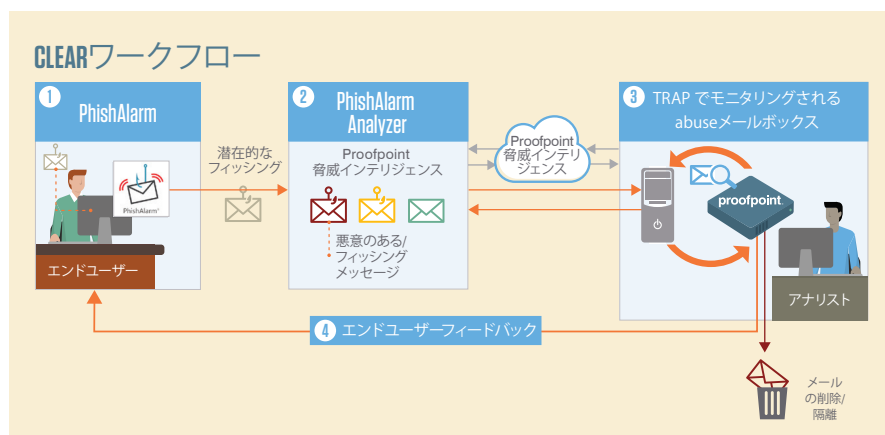 CLEARワークフロー
1
PhishAlarm
PhishAlarm
エンドユーザー
潜在的な
フィッシング
2
PhishAlarm
Analyzer
Proofpoint
脅威インテリジェンス
悪意のある/
フィッシング
メッセージ
Proofpoint
脅威インテリ
ジェンス
3 TRAP でモニタリングされる
abuseメールボックス
proofpoint
アナリスト
4 エンドユーザーフィードバック
メール
の削除/
隔離